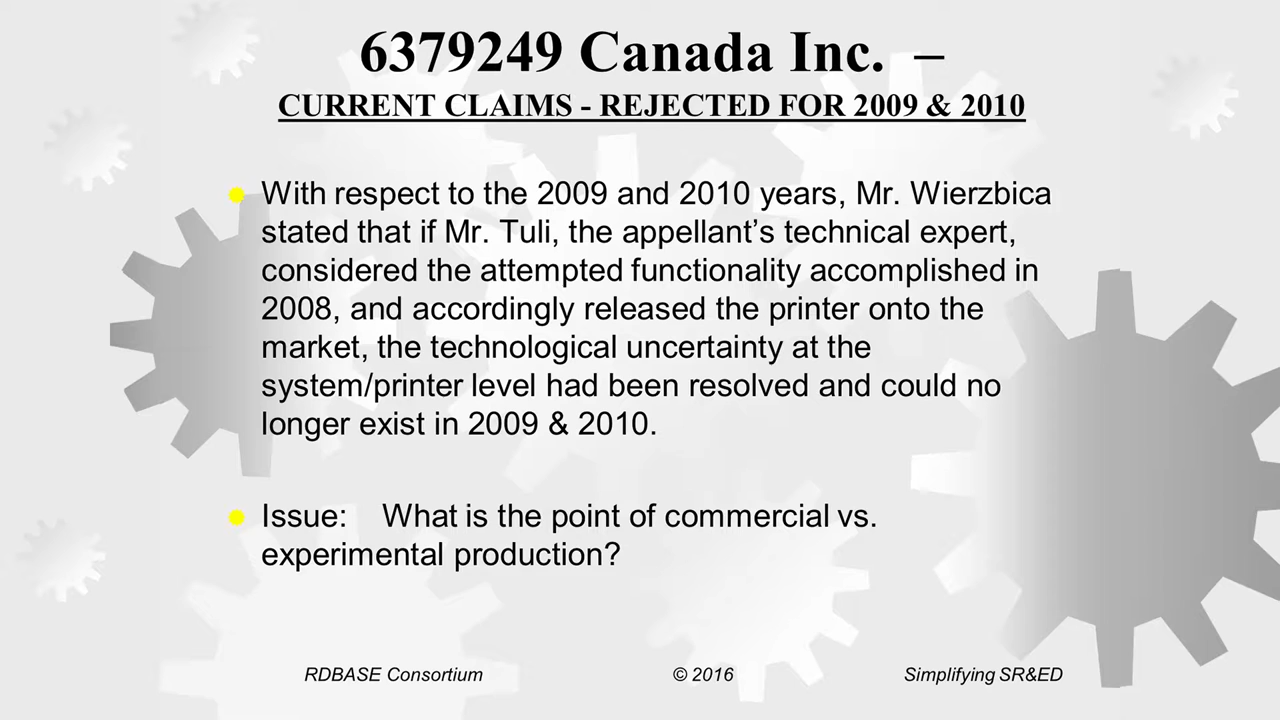 6379249 Canada Inc. –
CURRENT CLAIMS - REJECTED FOR 2009 & 2010
With respect to the 2009 and 2010 years, Mr. Wierzbica
stated that if Mr. Tuli, the appellant’s technical expert,
considered the attempted functionality accomplished in
2008, and accordingly released the printer onto the
market, the technological uncertainty at the
system/printer level had been resolved and could no
longer exist in 2009 & 2010.
Issue: What is the point of commercial vs.
experimental production?
RDBASE Consortium © 2016 Simplifying SR&ED